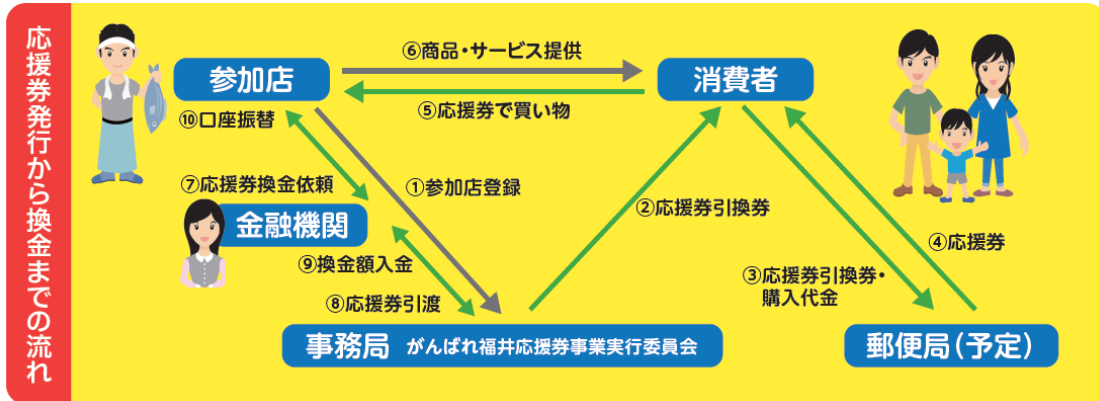 応援券発行から換金までの流れ
参加店
⑥商品・サービス提供
消費者
⑤応援券で買い物
⑩口座振替
⑦応援券換金依頼
①参加店登録
②応援券引換券
金融機関
④応援券
⑨換金額入金
③応援券引換券・
購入代金
⑧応援券引渡
事務局 がんばれ福井応援券事業実行委員会
郵便局(予定)